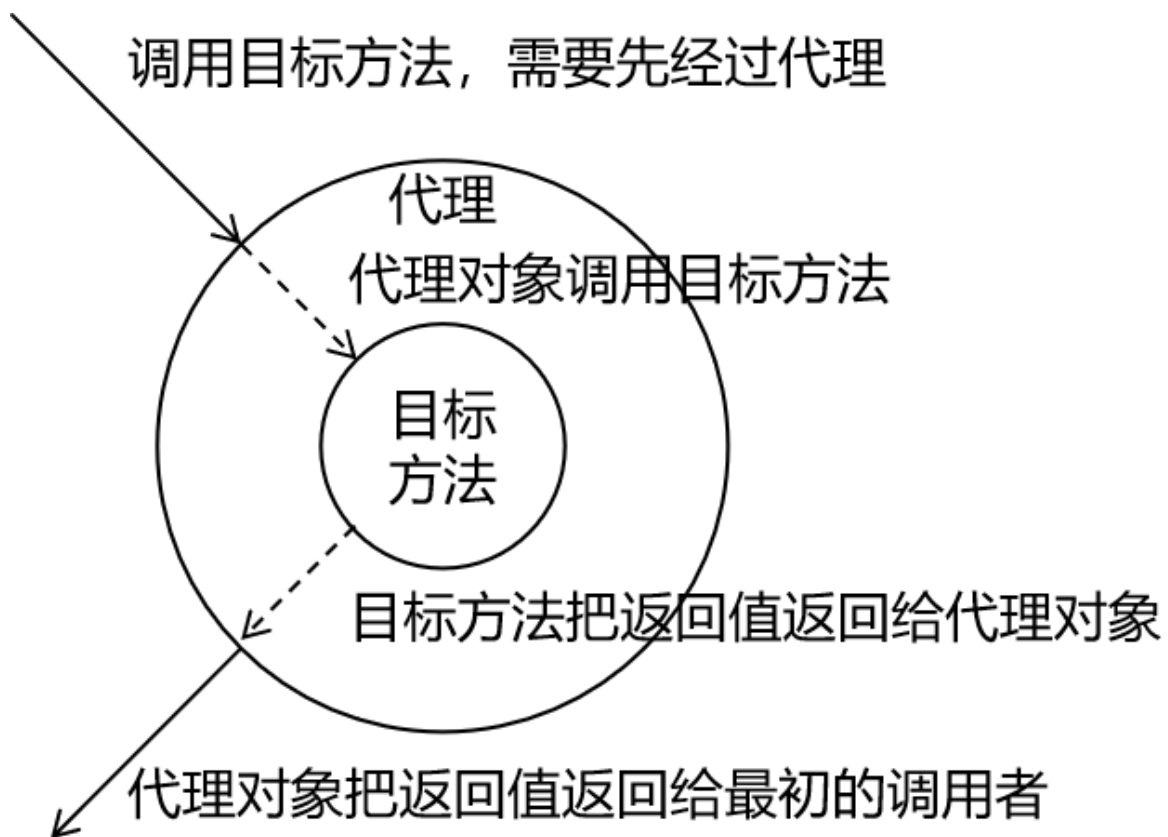 调用目标方法，需要先经过代理
代理
代理对象调用目标方法
目标
方法
目标方法把返回值返回给代理对象
代理对象把返回值返回给最初的调用者